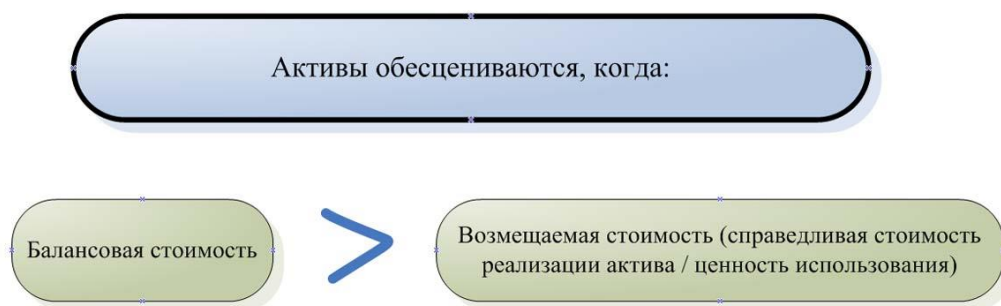 Активы обесцениваются, когда:
Балансовая стоимость
>
Возмещаемая стоимость (справедливая стоимость
реализации актива / ценность использования)